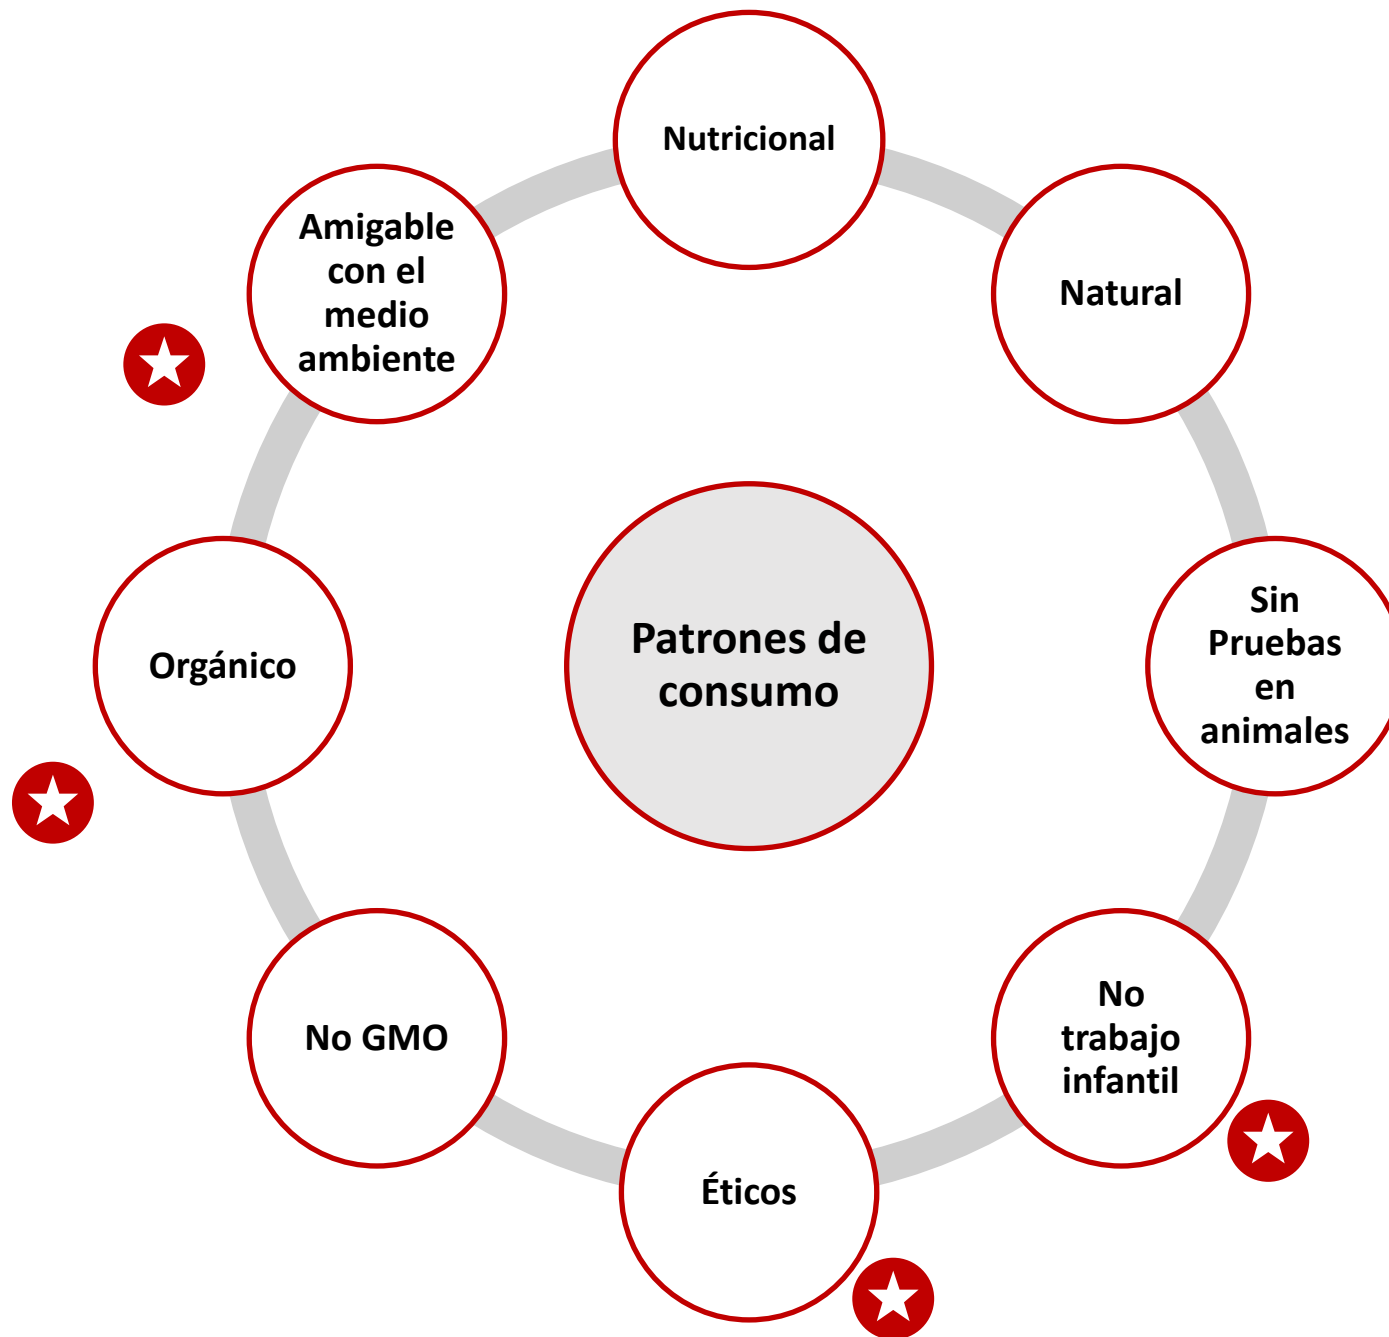 Nutricional
Amigable
con el
medio
ambiente
Natural
Sin
Pruebas
en
animales
Patrones de
consumo
Orgánico
No
trabajo
infantil
No GMO
Éticos